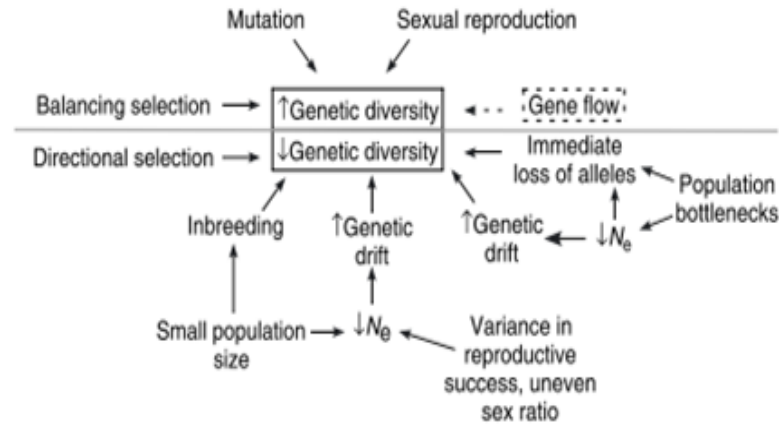 Mutation
Sexual reproduction
Balancing selection
↑Genetic diversity
Gene flow
Directional selection
↓Genetic diversity
Immediate
loss of alleles
Population
bottlenecks
Inbreeding
↑Genetic
drift
↑Genetic
drift
↓Ne
Small population
size
↓Ne
Variance in
reproductive
success, uneven
sex ratio